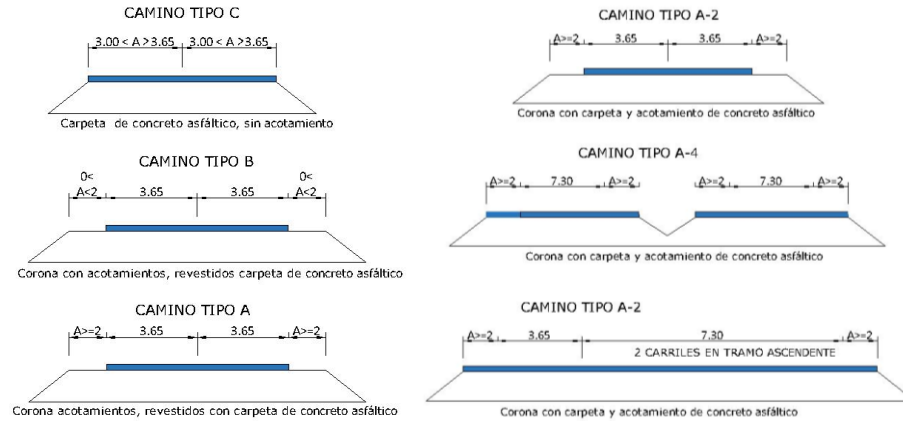 CAMINO TIPO C
3.00 < A > 3.65 3.00 < A > 3.65
Carpeta de concreto asfáltico, sin acotamiento
CAMINO TIPO B
0< 0<
A<2 3.65 3.65 A<2
Corona con acotamientos, revestidos carpeta de concreto asfáltico
CAMINO TIPO A
A>=2 3.65 3.65 A>=2
Corona acotamientos, revestidos con carpeta de concreto asfáltico
CAMINO TIPO A-2
A>=2 3.65 3.65 A>=2
Corona con carpeta y acotamiento de concreto asfáltico
CAMINO TIPO A-4
A>=2 7.30 A>=2 7.30 A>=2
Corona con carpeta y acotamiento de concreto asfáltico
CAMINO TIPO A-2
A>=2 3.65 7.30 A>=2
2 CARRILES EN TRAMO ASCENDENTE
Corona con carpeta y acotamiento de concreto asfáltico